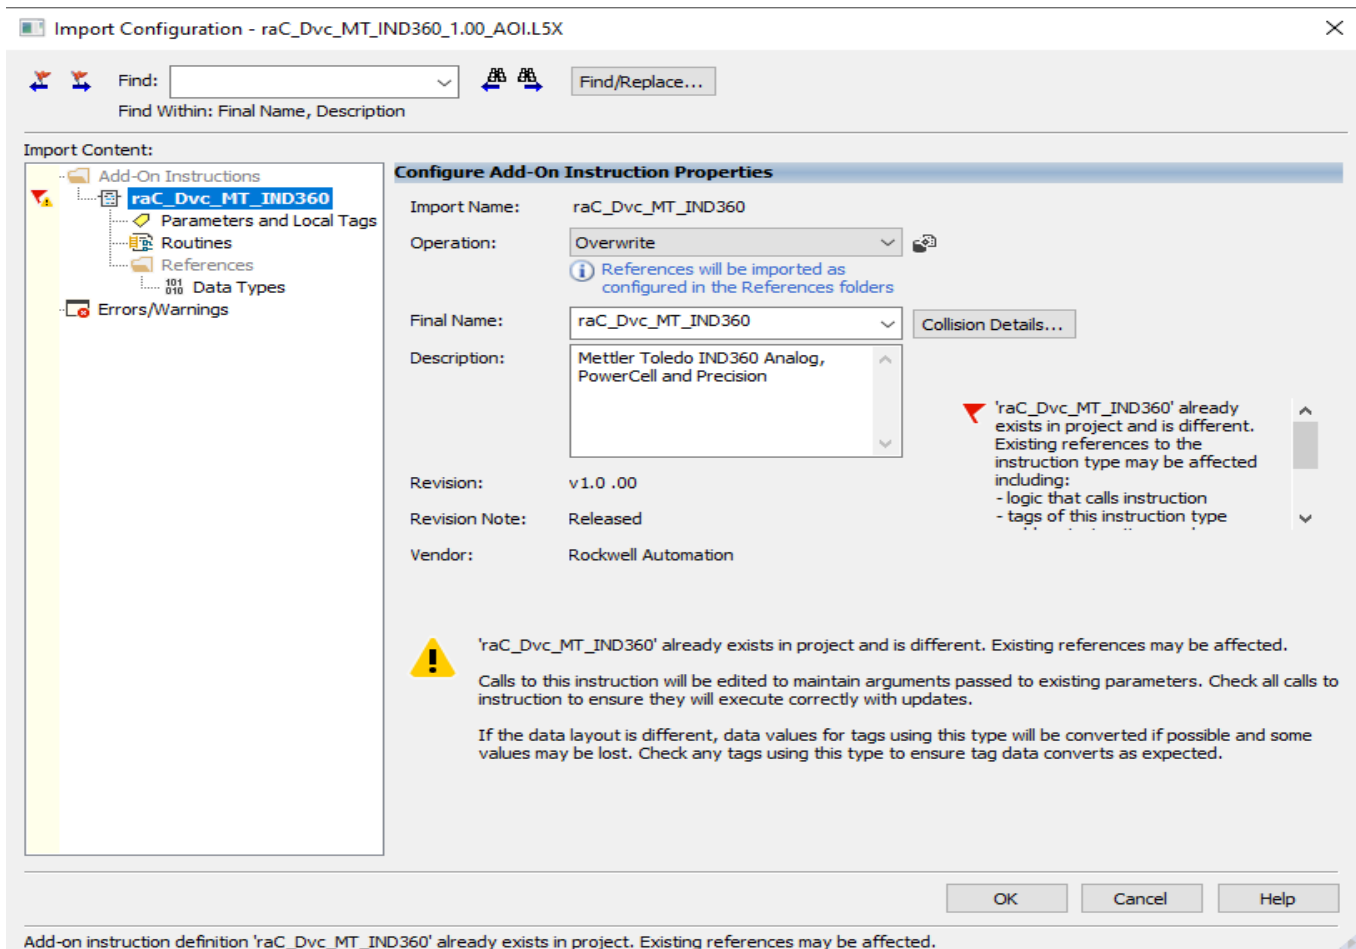 Import Configuration - raC_Dvc_MT_IND360_1.00_AOI.L5X
Find:
Find/Replace...
Find Within: Final Name, Description
Import Content:
Add-On Instructions
raC_Dvc_MT_IND360
Parameters and Local Tags
Routines
References
Data Types
Errors/Warnings
Configure Add-On Instruction Properties
Import Name: raC_Dvc_MT_IND360
Operation: Overwrite
References will be imported as
configured in the References folders
Final Name: raC_Dvc_MT_IND360
Collision Details...
Description: Mettler Toledo IND360 Analog,
PowerCell and Precision
'raC_Dvc_MT_IND360' already
exists in project and is different.
Existing references to the
instruction type may be affected
including:
- logic that calls instruction
- tags of this instruction type
Revision: v1.0 .00
Revision Note: Released
Vendor: Rockwell Automation
'raC_Dvc_MT_IND360' already exists in project and is different. Existing references may be affected.
Calls to this instruction will be edited to maintain arguments passed to existing parameters. Check all calls to
instruction to ensure they will execute correctly with updates.
If the data layout is different, data values for tags using this type will be converted if possible and some
values may be lost. Check any tags using this type to ensure tag data converts as expected.
OK
Cancel
Help
Add-on instruction definition 'raC_Dvc_MT_IND360' already exists in project. Existing references may be affected.